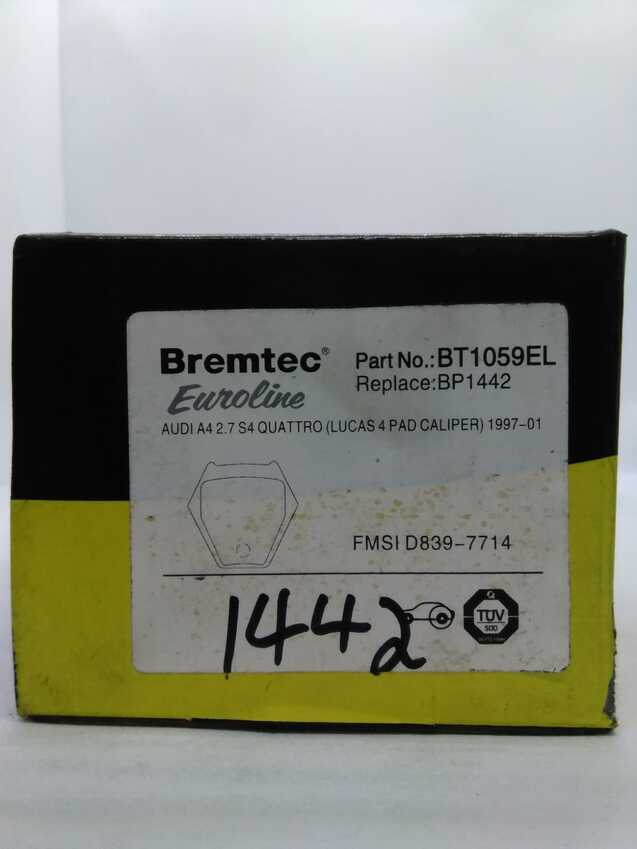 Bremtec®
Euroline
Part No.:BT1059EL
Replace:BP1442
AUDI A4 2.7 S4 QUATTRO (LUCAS 4 PAD CALIPER) 1997-01
FMSI D839-7714
1442
TÜV